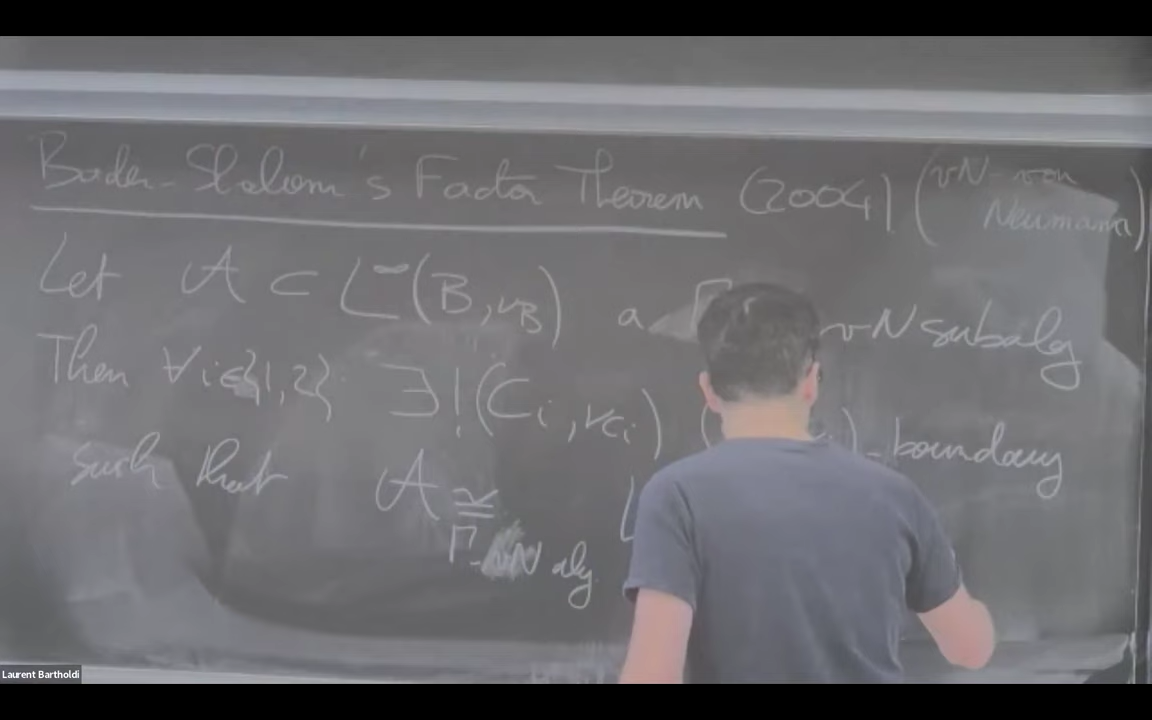 Bader-Shalom's Factor Theorem (2004) (vN - von Neumann)
Let A ⊂ L^∞(B, ν_B) a Γ vN subalg
Then ∀ i ∈ {1,2}: ∃! (C_i, ν_{C_i}) ( )-boundary
such that A ≅ L
Γ-vN alg
Laurent Bartholdi